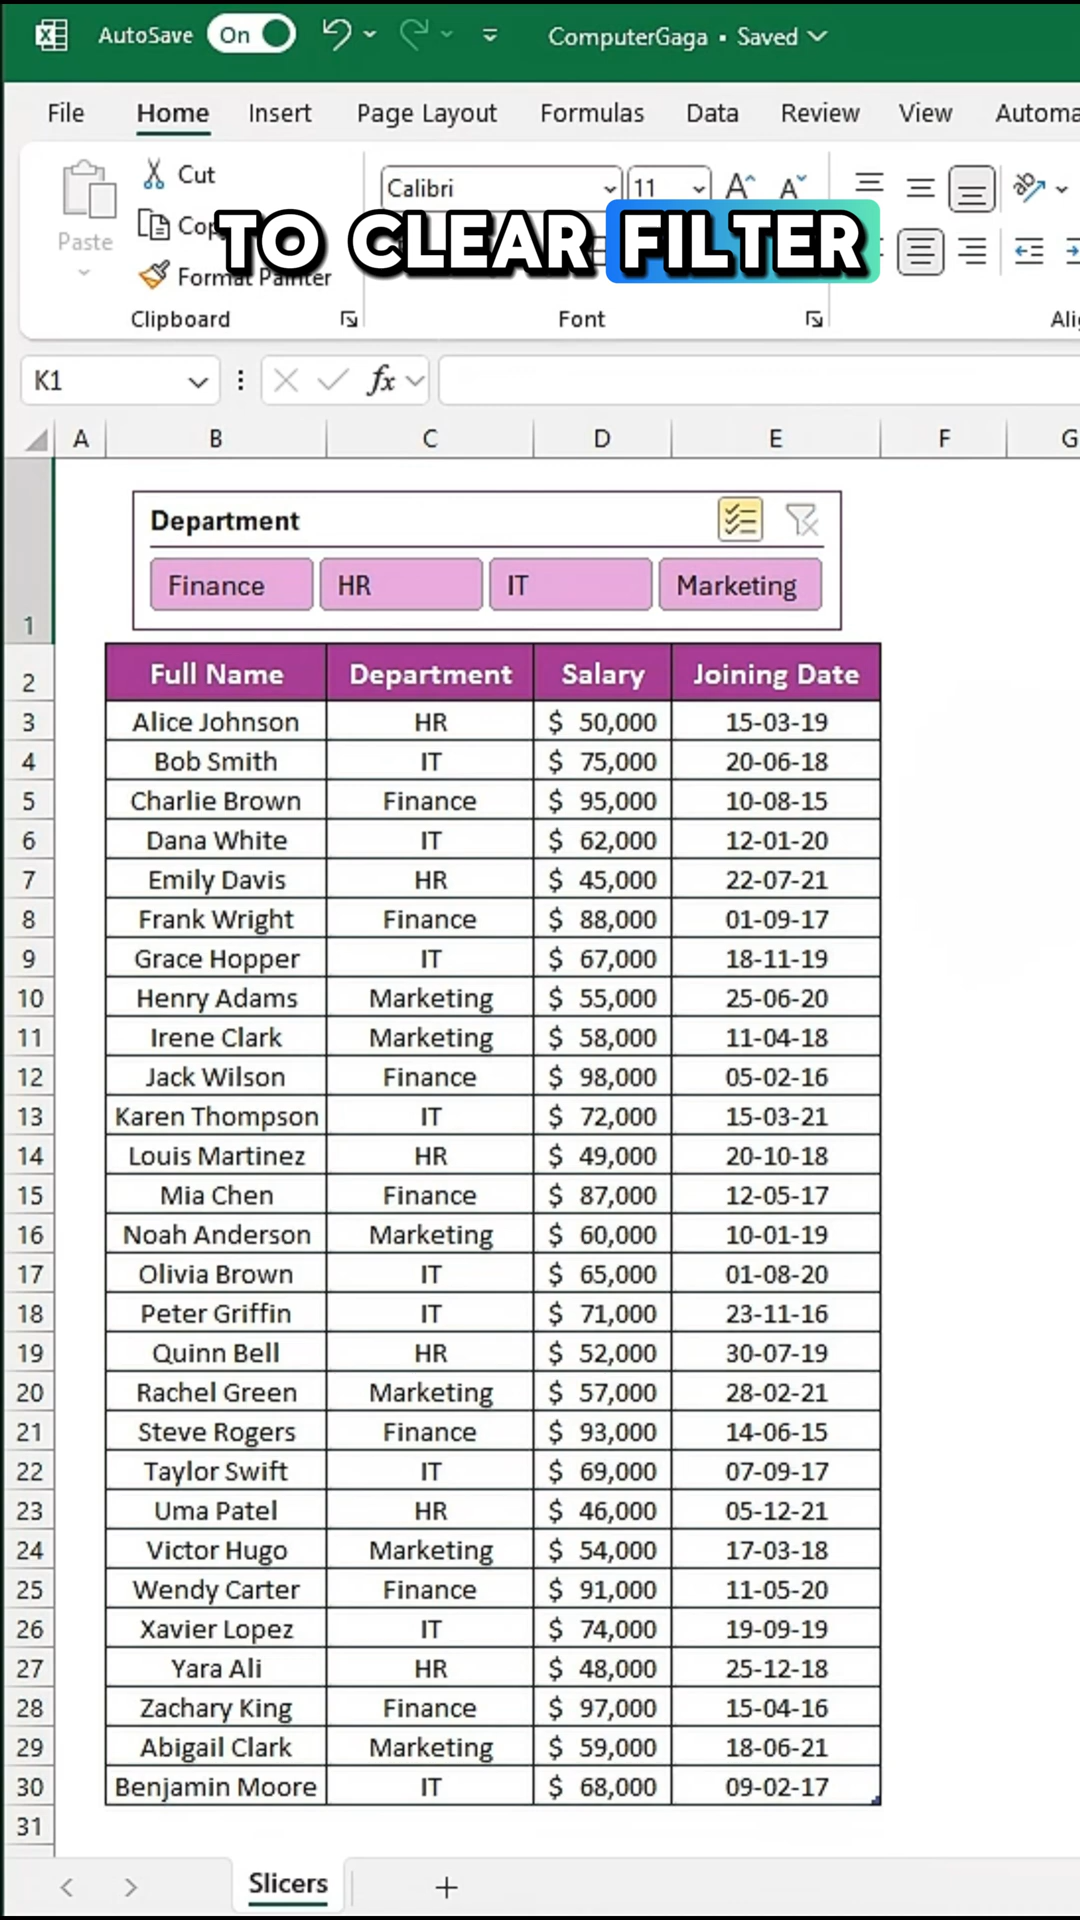 AutoSave On ComputerGaga • Saved
File Home Insert Page Layout Formulas Data Review View Automa
Cut Calibri 11
Paste Cop
TO CLEAR FILTER
Format Painter
Clipboard Font Ali
K1 fx
A B C D E F G
Department
Finance HR IT Marketing
1
2 Full Name Department Salary Joining Date
3 Alice Johnson HR $ 50,000 15-03-19
4 Bob Smith IT $ 75,000 20-06-18
5 Charlie Brown Finance $ 95,000 10-08-15
6 Dana White IT $ 62,000 12-01-20
7 Emily Davis HR $ 45,000 22-07-21
8 Frank Wright Finance $ 88,000 01-09-17
9 Grace Hopper IT $ 67,000 18-11-19
10 Henry Adams Marketing $ 55,000 25-06-20
11 Irene Clark Marketing $ 58,000 11-04-18
12 Jack Wilson Finance $ 98,000 05-02-16
13 Karen Thompson IT $ 72,000 15-03-21
14 Louis Martinez HR $ 49,000 20-10-18
15 Mia Chen Finance $ 87,000 12-05-17
16 Noah Anderson Marketing $ 60,000 10-01-19
17 Olivia Brown IT $ 65,000 01-08-20
18 Peter Griffin IT $ 71,000 23-11-16
19 Quinn Bell HR $ 52,000 30-07-19
20 Rachel Green Marketing $ 57,000 28-02-21
21 Steve Rogers Finance $ 93,000 14-06-15
22 Taylor Swift IT $ 69,000 07-09-17
23 Uma Patel HR $ 46,000 05-12-21
24 Victor Hugo Marketing $ 54,000 17-03-18
25 Wendy Carter Finance $ 91,000 11-05-20
26 Xavier Lopez IT $ 74,000 19-09-19
27 Yara Ali HR $ 48,000 25-12-18
28 Zachary King Finance $ 97,000 15-04-16
29 Abigail Clark Marketing $ 59,000 18-06-21
30 Benjamin Moore IT $ 68,000 09-02-17
31
Slicers